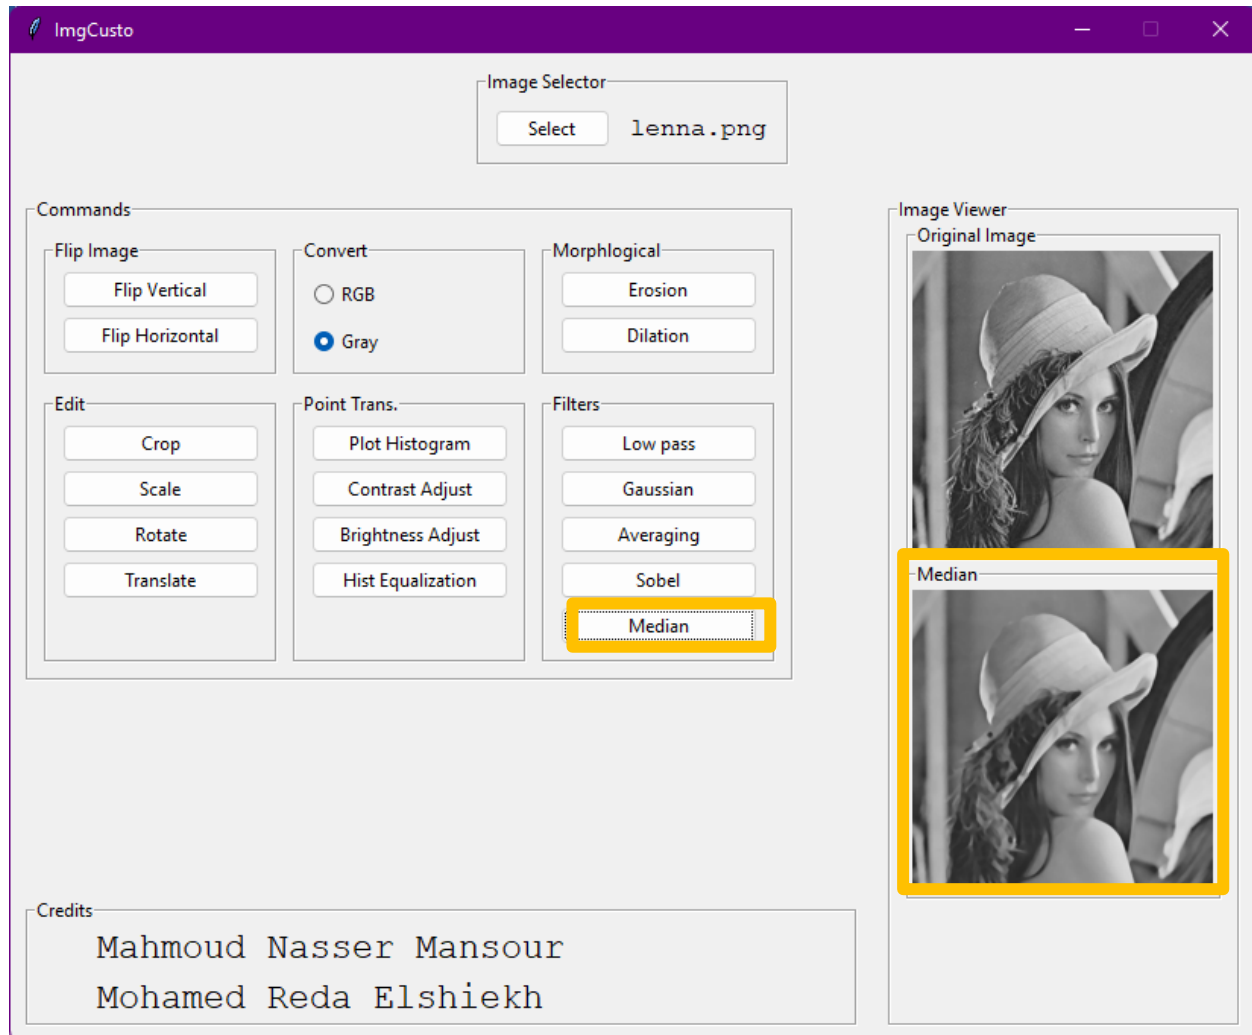 ImgCusto
Image Selector
Select lenna.png
Commands
Flip Image
Flip Vertical
Flip Horizontal
Convert
RGB
Gray
Morphlogical
Erosion
Dilation
Edit
Crop
Scale
Rotate
Translate
Point Trans.
Plot Histogram
Contrast Adjust
Brightness Adjust
Hist Equalization
Filters
Low pass
Gaussian
Averaging
Sobel
Median
Image Viewer
Original Image
Median
Credits
Mahmoud Nasser Mansour
Mohamed Reda Elshiekh